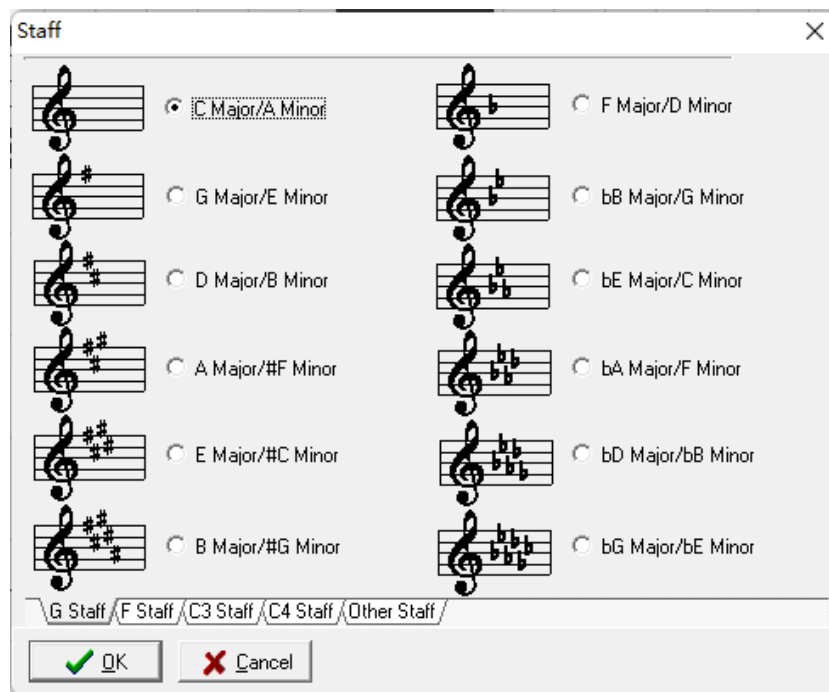 Staff
C Major/A Minor
F Major/D Minor
G Major/E Minor
bB Major/G Minor
D Major/B Minor
bE Major/C Minor
A Major/#F Minor
bA Major/F Minor
E Major/#C Minor
bD Major/bB Minor
B Major/#G Minor
bG Major/bE Minor
G Staff F Staff C3 Staff C4 Staff Other Staff
OK Cancel